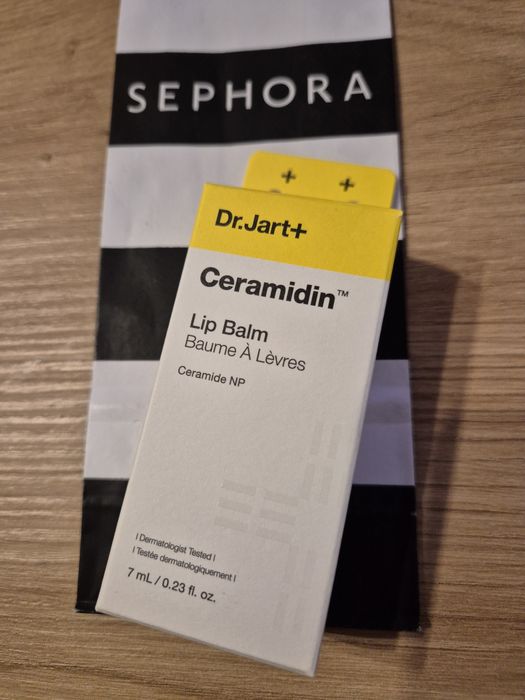 SEPHORA
Dr.Jart+
Ceramidin™
Lip Balm
Baume À Lèvres
Ceramide NP
I Dermatologist Tested I
I Testée dermatologiquement I
7 mL / 0.23 fl. oz.